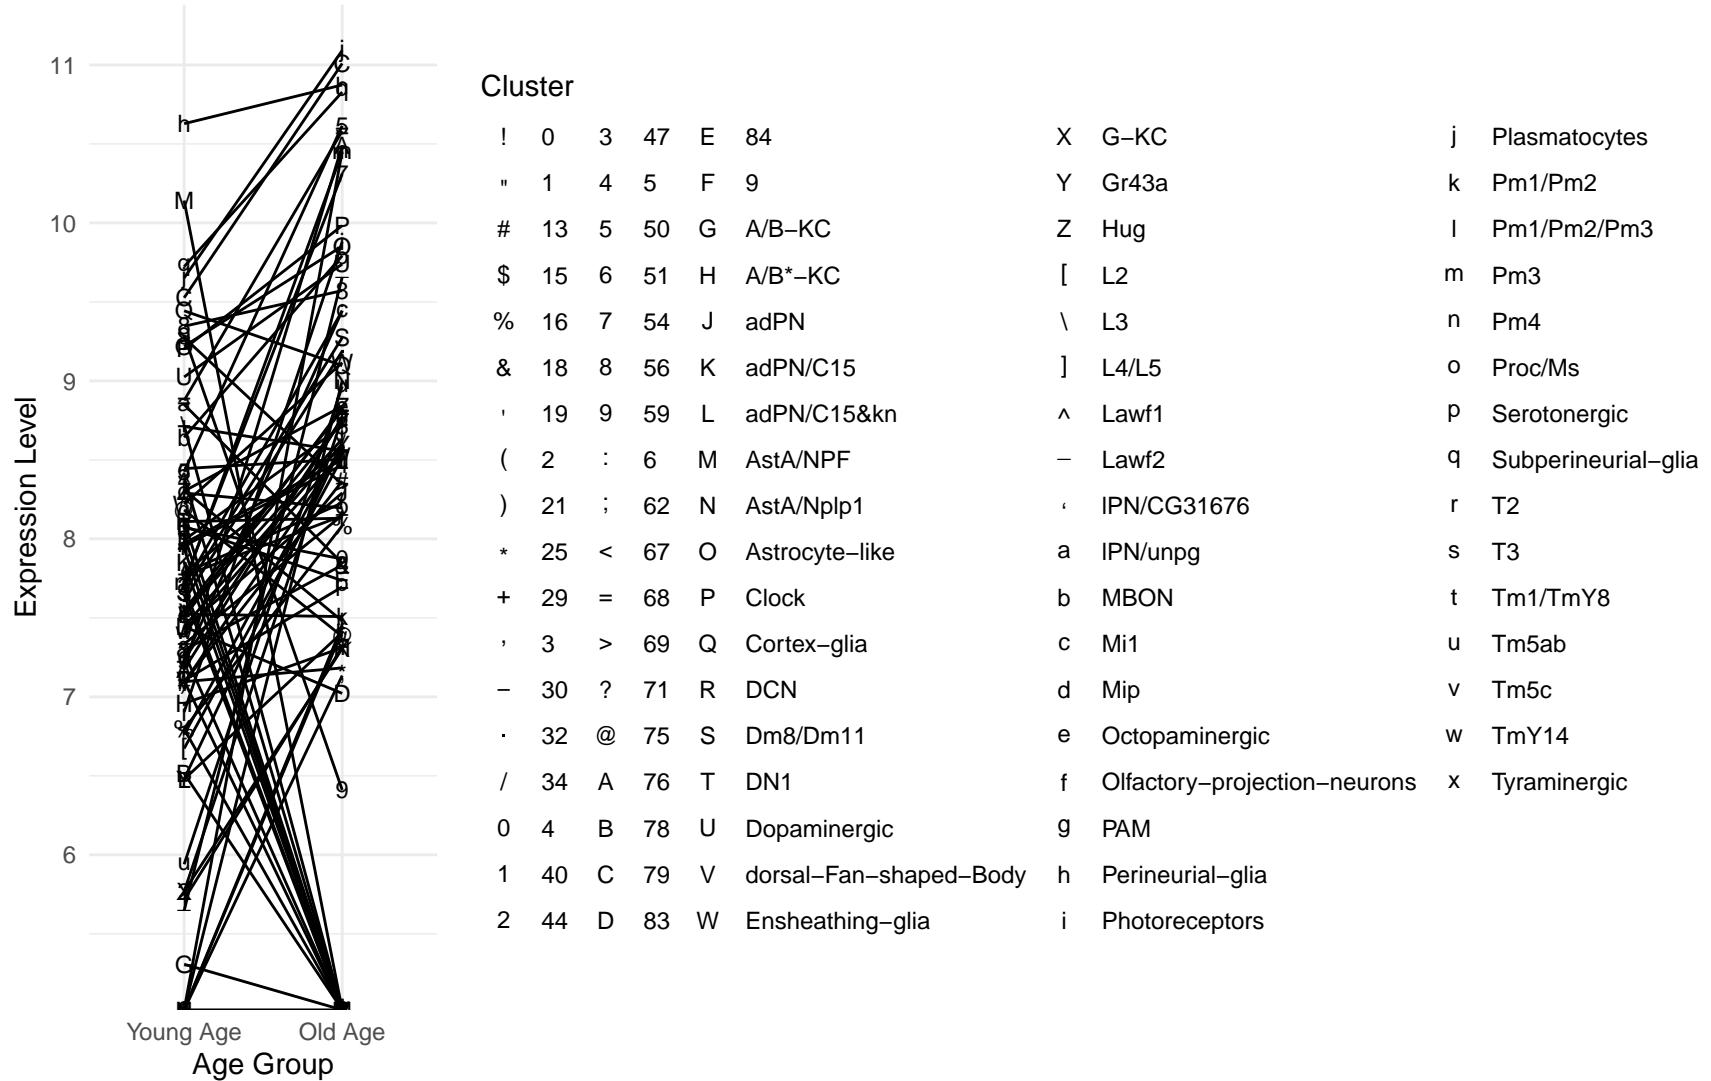 Expression Level
11
10
9
8
7
6
Young Age Old Age
Age Group
Cluster
! 0 3 47 E 84 X G−KC j Plasmatocytes
" 1 4 5 F 9 Y Gr43a k Pm1/Pm2
# 13 5 50 G A/B−KC Z Hug l Pm1/Pm2/Pm3
$ 15 6 51 H A/B*−KC [ L2 m Pm3
% 16 7 54 J adPN \ L3 n Pm4
& 18 8 56 K adPN/C15 ] L4/L5 o Proc/Ms
' 19 9 59 L adPN/C15&kn ^ Lawf1 p Serotonergic
( 2 : 6 M AstA/NPF − Lawf2 q Subperineurial−glia
) 21 ; 62 N AstA/Nplp1 ‘ lPN/CG31676 r T2
* 25 < 67 O Astrocyte−like a lPN/unpg s T3
+ 29 = 68 P Clock b MBON t Tm1/TmY8
, 3 > 69 Q Cortex−glia c Mi1 u Tm5ab
− 30 ? 71 R DCN d Mip v Tm5c
. 32 @ 75 S Dm8/Dm11 e Octopaminergic w TmY14
/ 34 A 76 T DN1 f Olfactory−projection−neurons x Tyraminergic
0 4 B 78 U Dopaminergic g PAM
1 40 C 79 V dorsal−Fan−shaped−Body h Perineurial−glia
2 44 D 83 W Ensheathing−glia i Photoreceptors